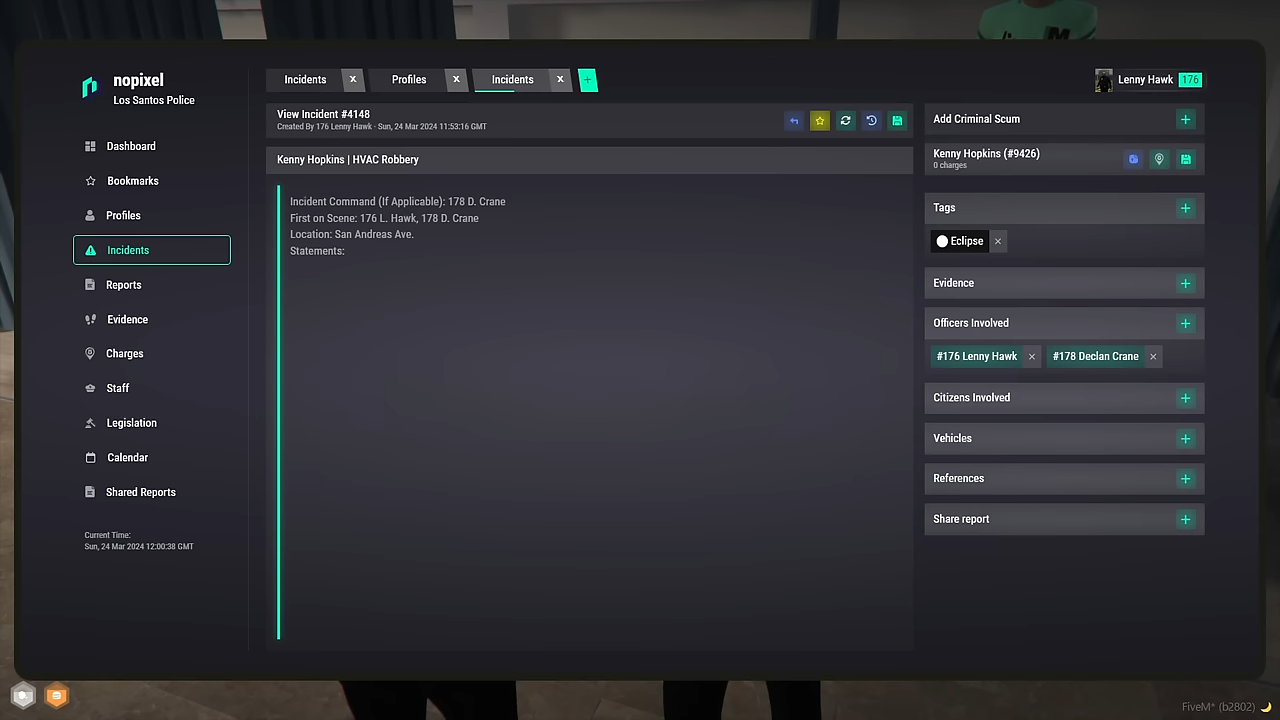 nopixel
Los Santos Police
Dashboard
Bookmarks
Profiles
Incidents
Reports
Evidence
Charges
Staff
Legislation
Calendar
Shared Reports
Current Time:
Sun, 24 Mar 2024 12:00:38 GMT
Incidents x Profiles x Incidents x +
View Incident #4148
Created By 176 Lenny Hawk - Sun, 24 Mar 2024 11:53:16 GMT
Kenny Hopkins | HVAC Robbery
Incident Command (If Applicable): 178 D. Crane
First on Scene: 176 L. Hawk, 178 D. Crane
Location: San Andreas Ave.
Statements:
M
Lenny Hawk 176
Add Criminal Scum +
Kenny Hopkins (#9426)
0 charges
Tags +
Eclipse x
Evidence +
Officers Involved +
#176 Lenny Hawk x #178 Declan Crane x
Citizens Involved +
Vehicles +
References +
Share report +
FiveM* (b2802)